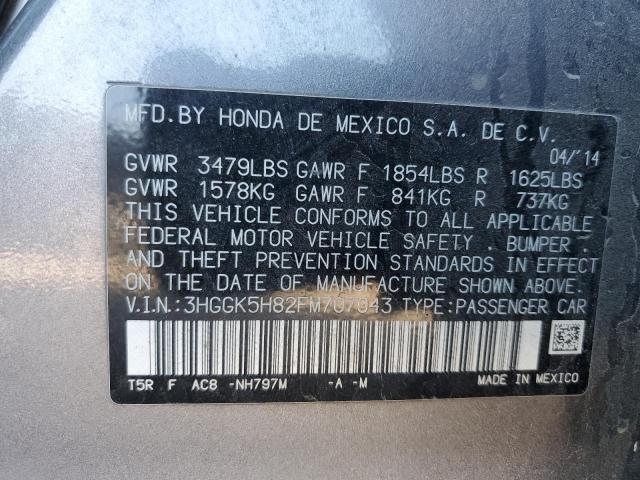 MFD.BY HONDA DE MEXICO S.A. DE C.V.
04/'14
GVWR 3479LBS GAWR F 1854LBS R 1625LBS
GVWR 1578KG GAWR F 841KG R 737KG
THIS VEHICLE CONFORMS TO ALL APPLICABLE
FEDERAL MOTOR VEHICLE SAFETY . BUMPER .
AND THEFT PREVENTION STANDARDS IN EFFECT
ON THE DATE OF MANUFACTURE SHOWN ABOVE.
V.I.N.:3HGGK5H82FM707043 TYPE:PASSENGER CAR
T5R F AC8 -NH797M -A -M
MADE IN MEXICO